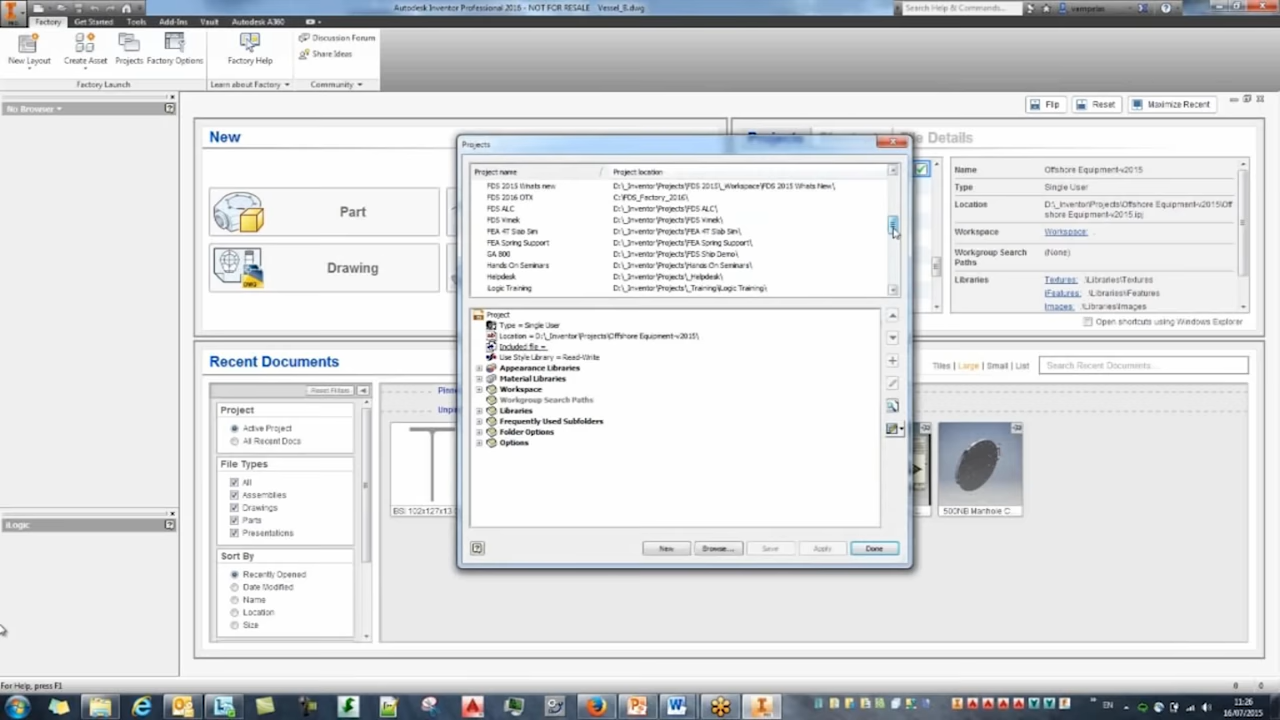 Autodesk Inventor Professional 2016 - NOT FOR RESALE Vessel_B.dwg
Search Help & Commands...
Factory Get Started Tools Add-Ins Vault Autodesk A360
New Layout Create Asset Projects Factory Options Factory Help
Discussion Forum
Share Ideas
Factory Launch Learn about Factory Community
No Browser
Flip Reset Maximize Recent
New
Part
Drawing
Projects
File Details
Name Offshore Equipment-v2015
Type Single User
Location D:\_Inventor\Projects\Offshore Equipment-v2015\Off
shore Equipment-v2015.ipj
Workspace Workspace: .
Workgroup Search
Paths (None)
Libraries Textures: .\Libraries\Textures
iFeatures: .\Libraries\iFeatures
Images: .\Libraries\Images
Open shortcuts using Windows Explorer
Projects
Project name Project location
FDS 2015 Whats new D:\_Inventor\Projects\FDS 2015\_Workspace\FDS 2015 Whats New\
FDS 2016 OTX C:\FDS_Factory_2016\
FDS ALC D:\_Inventor\Projects\FDS ALC\
FDS Vmek D:\_Inventor\Projects\FDS Vmek\
FEA 4T Slab Sim D:\_Inventor\Projects\FEA 4T Slab Sim\
FEA Spring Support D:\_Inventor\Projects\FEA Spring Support\
GA 800 D:\_Inventor\Projects\FDS Ship Demo\
Hands On Seminars D:\_Inventor\Projects\Hands On Seminars\
Helpdesk D:\_Inventor\Projects\_Helpdesk\
Logic Training D:\_Inventor\Projects\_Training\Logic Training\
Project
Type = Single User
Location = D:\_Inventor\Projects\Offshore Equipment-v2015\
Included file =
Use Style Library = Read-Write
Appearance Libraries
Material Libraries
Workspace
Workgroup Search Paths
Libraries
Frequently Used Subfolders
Folder Options
Options
New Browse... Save Apply Done
Recent Documents
Tiles | Large | Small | List
Search Recent Documents...
Reset Filters
Project
Active Project
All Recent Docs
File Types
All
Assemblies
Drawings
Parts
Presentations
Sort By
Recently Opened
Date Modified
Name
Location
Size
500NB Manhole C
iLogic
For Help, press F1
0 0
EN
11:26
16/07/2015